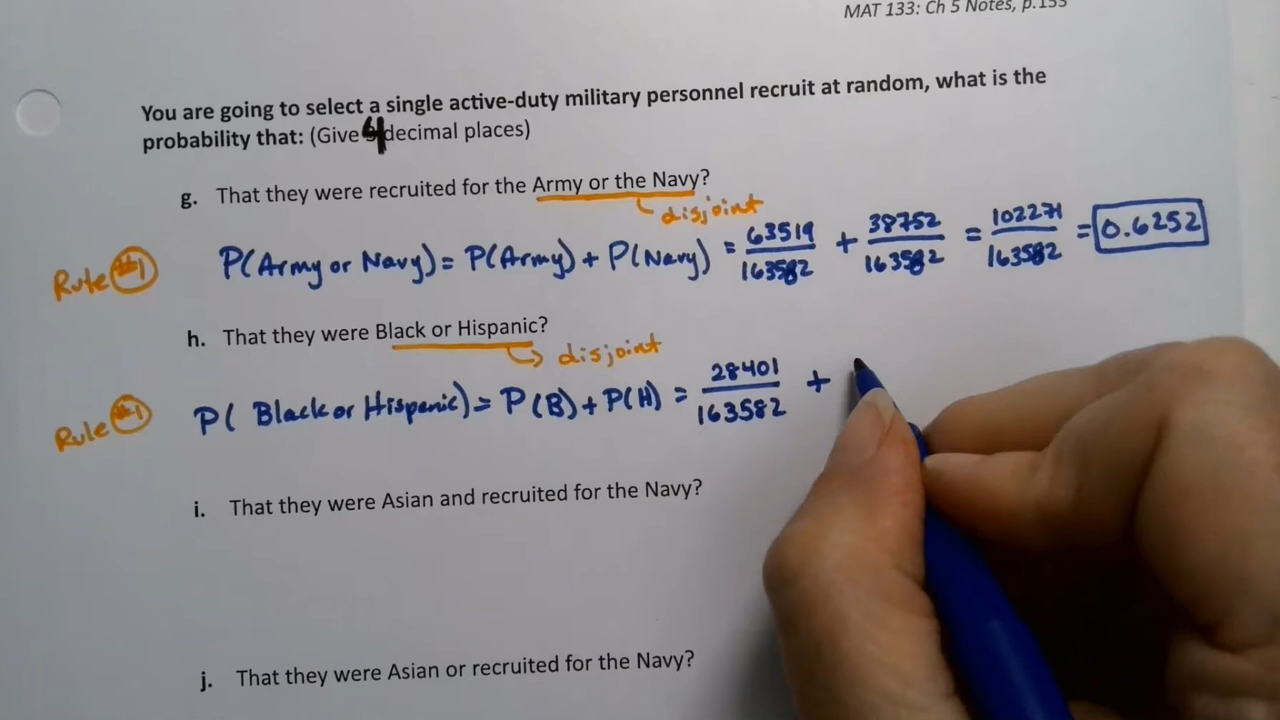 MAT 133: Ch 5 Notes, p.153
You are going to select a single active-duty military personnel recruit at random, what is the
probability that: (Give 4 decimal places)
g. That they were recruited for the Army or the Navy?
disjoint
Rule #1 P(Army or Navy) = P(Army) + P(Navy) = 63519/163582 + 38752/163582 = 102271/163582 = 0.6252
h. That they were Black or Hispanic?
disjoint
Rule #1 P( Black or Hispanic) = P(B) + P(H) = 28401/163582 +
i. That they were Asian and recruited for the Navy?
j. That they were Asian or recruited for the Navy?